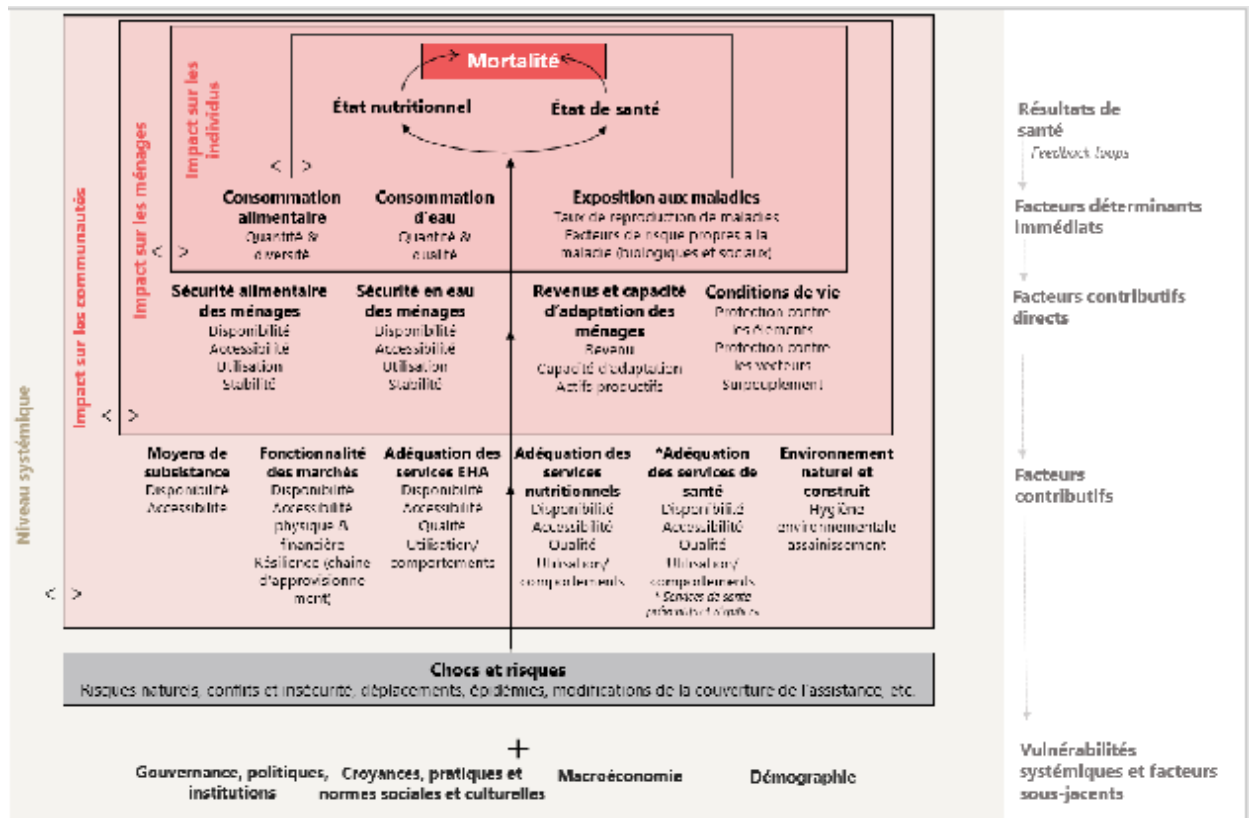 Mortalité
État nutritionnel
État de santé
Impact sur les individus
< >
Consommation alimentaire
Quantité & diversité
Consommation d'eau
Quantité & qualité
Exposition aux maladies
Taux de reproduction de maladies
Facteurs de risque propres a la
maladie (biologiques et sociaux)
Impact sur les ménages
< >
Sécurité alimentaire
des ménages
Disponibilité
Accessibilité
Utilisation
Stabilité
Sécurité en eau
des ménages
Disponibilité
Accessibilité
Utilisation
Stabilité
Revenus et capacité
d'adaptation des
ménages
Revenu
Capacité d'adaptation
Actifs productifs
Conditions de vie
Protection contre
les éléments
Protection contre
les vecteurs
Surpeuplement
Impact sur les communautés
< >
Moyens de
subsistance
Disponibilité
Accessibilité
Fonctionnalité
des marchés
Disponibilité
Accessibilité
physique &
financière
Résilience (chaine
d'approvisionne
ment)
Adéquation des
services EHA
Disponibilité
Accessibilité
Qualité
Utilisation/
comportements
Adéquation des
services
nutritionnels
Disponibilité
Accessibilité
Qualité
Utilisation/
comportements
*Adéquation
des services de
santé
Disponibilité
Accessibilité
Qualité
Utilisation/
comportements
* Services de santé
Environnement
naturel et
construit
Hygiène
environnementale
assainissement
Niveau systémique
< >
Chocs et risques
Risques naturels, conflits et insécurité, déplacements, épidémies, modifications de la couverture de l'assistance, etc.
+
Gouvernance, politiques,
institutions
Croyances, pratiques et
normes sociales et culturelles
Macroéconomie
Démographie
Résultats de
santé
Feedback loops
Facteurs déterminants
immédiats
Facteurs contributifs
directs
Facteurs
contributifs
Vulnérabilités
systémiques et facteurs
sous-jacents